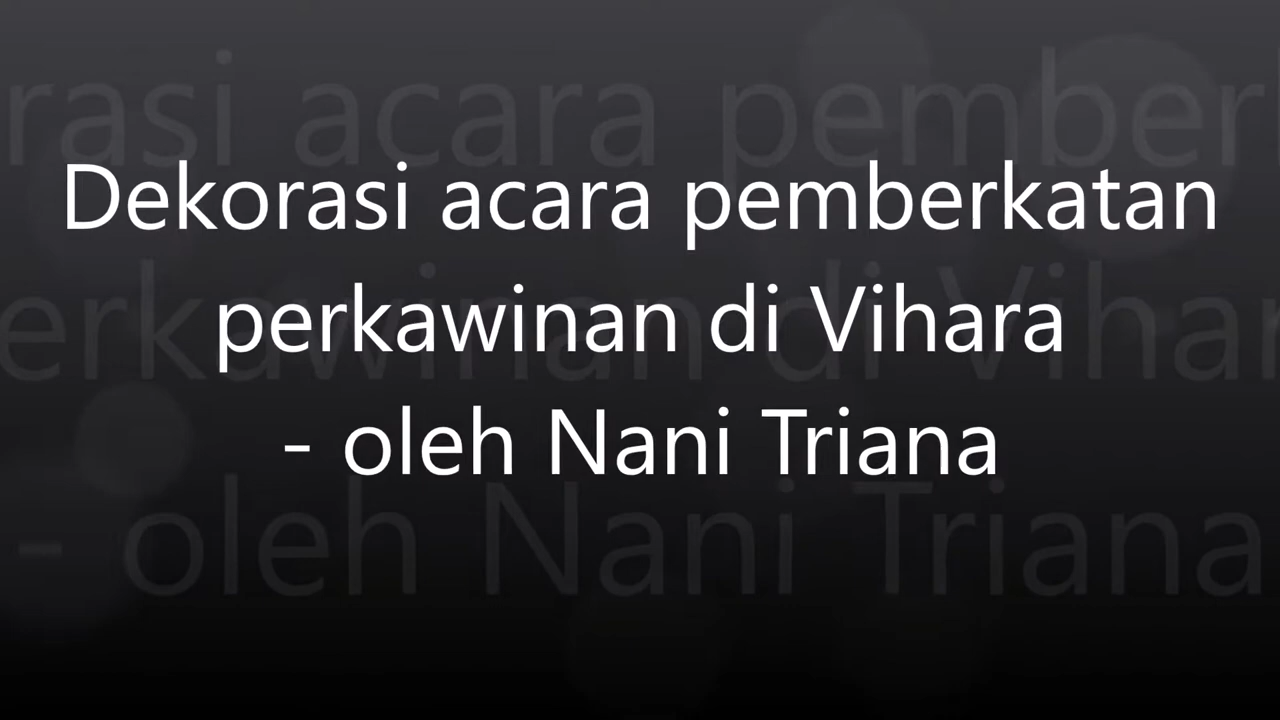 Dekorasi acara pemberkatan
perkawinan di Vihara
- oleh Nani Triana